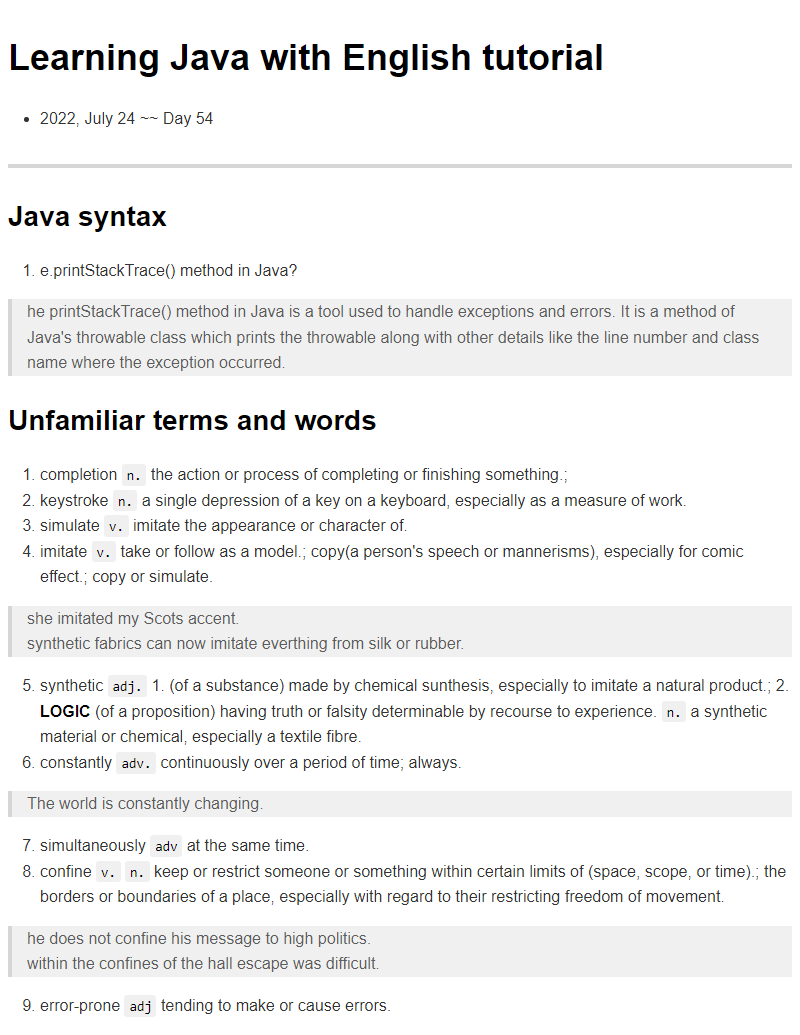 Learning Java with English tutorial
• 2022, July 24 ~~ Day 54
Java syntax
1. e.printStackTrace() method in Java?
he printStackTrace() method in Java is a tool used to handle exceptions and errors. It is a method of
Java's throwable class which prints the throwable along with other details like the line number and class
name where the exception occurred.
Unfamiliar terms and words
1. completion n. the action or process of completing or finishing something.;
2. keystroke n. a single depression of a key on a keyboard, especially as a measure of work.
3. simulate v. imitate the appearance or character of.
4. imitate v. take or follow as a model.; copy(a person's speech or mannerisms), especially for comic
effect.; copy or simulate.
she imitated my Scots accent.
synthetic fabrics can now imitate everthing from silk or rubber.
5. synthetic adj. 1. (of a substance) made by chemical sunthesis, especially to imitate a natural product.; 2.
LOGIC (of a proposition) having truth or falsity determinable by recourse to experience. n. a synthetic
material or chemical, especially a textile fibre.
6. constantly adv. continuously over a period of time; always.
The world is constantly changing.
7. simultaneously adv at the same time.
8. confine v. n. keep or restrict someone or something within certain limits of (space, scope, or time).; the
borders or boundaries of a place, especially with regard to their restricting freedom of movement.
he does not confine his message to high politics.
within the confines of the hall escape was difficult.
9. error-prone adj tending to make or cause errors.